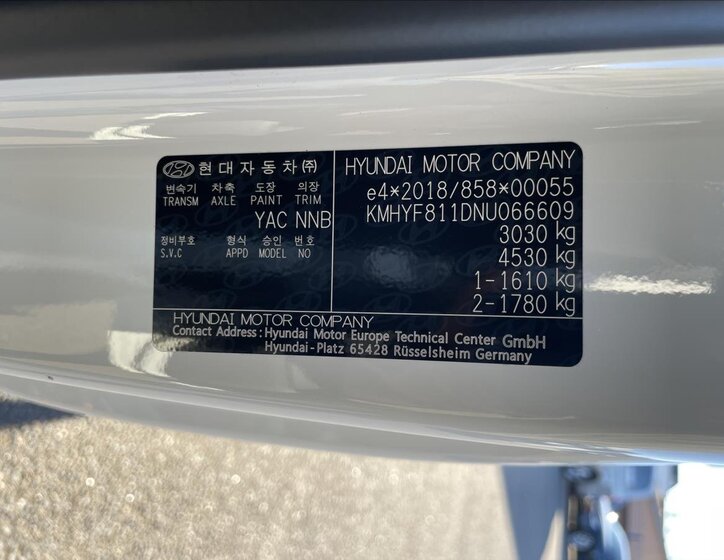 현대자동차㈜
변속기 차축 도장 의장
TRANSM AXLE PAINT TRIM
YAC NNB
정비부호 형식 승인 번호
S.V.C APPD MODEL NO
HYUNDAI MOTOR COMPANY
e4*2018/858*00055
KMHYF811DNU066609
3030 kg
4530 kg
1-1610 kg
2-1780 kg
HYUNDAI MOTOR COMPANY
Contact Address : Hyundai Motor Europe Technical Center GmbH
Hyundai-Platz 65428 Rüsselsheim Germany